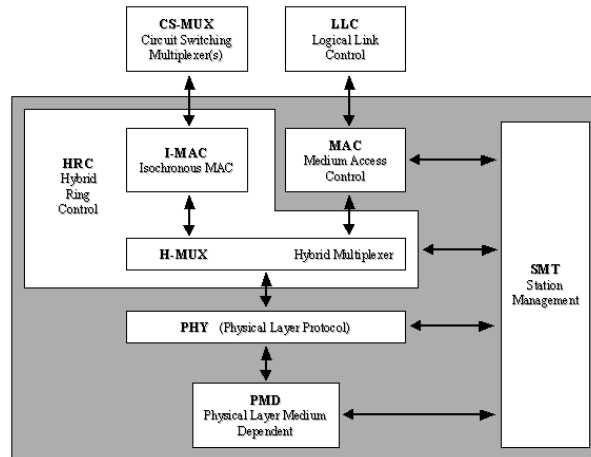 CS-MUX
Circuit Switching
Multiplexer(s)
LLC
Logical Link
Control
HRC
Hybrid
Ring
Control
I-MAC
Isochronous MAC
MAC
Medium Access
Control
H-MUX
Hybrid Multiplexer
SMT
Station
Management
PHY (Physical Layer Protocol)
PMD
Physical Layer Medium
Dependent